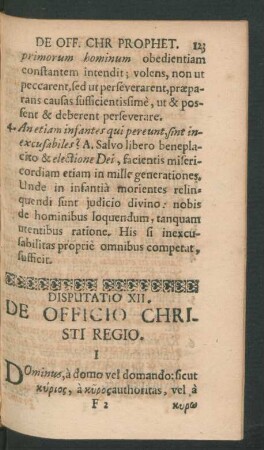 DE OFF. CHR PROPHET. 123
primorum hominum obedientiam
constantem intendit; volens, non ut
peccarent, sed ut perseverarent, præpa-
rans causas sufficientissimè, ut & pos-
sent & deberent perseverare.
4. An etiam infantes qui pereunt, sint in-
excusabiles? A. Salvo libero benepla-
cito & electione Dei, facientis miseri-
cordiam etiam in mille generationes,
Unde in infantiâ morientes relin-
quendi sunt judicio divino: nobis
de hominibus loquendum, tanquam
utentibus ratione. His si inexcu-
sabilitas propriè omnibus competat,
sufficit.
DISPUTATIO XII.
DE OFFICIO CHRI-
STI REGIO.
I
Dominus, à domo vel domando: sicut
κύριος, à κῦρος authoritas, vel à
F 2 κυρω